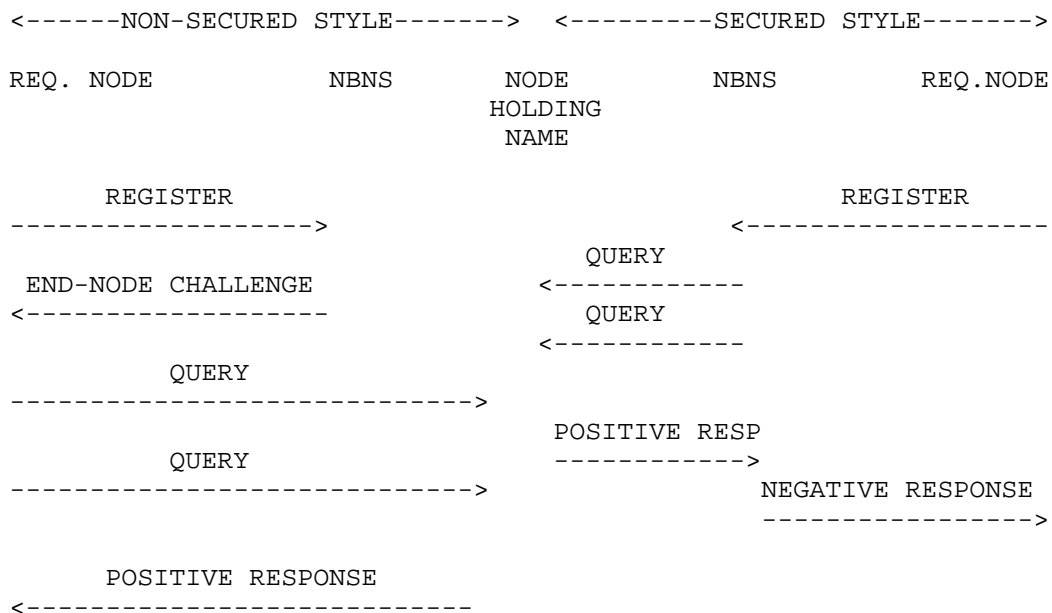 <------NON-SECURED STYLE-------> <---------SECURED STYLE------->
REQ. NODE NBNS NODE NBNS REQ.NODE
HOLDING
NAME
REGISTER REGISTER
-------------------> <-------------------
QUERY
END-NODE CHALLENGE <------------
<-------------------- QUERY
<------------
QUERY
----------------------------->
POSITIVE RESP
QUERY ------------>
-----------------------------> NEGATIVE RESPONSE
----------------->
POSITIVE RESPONSE
<----------------------------